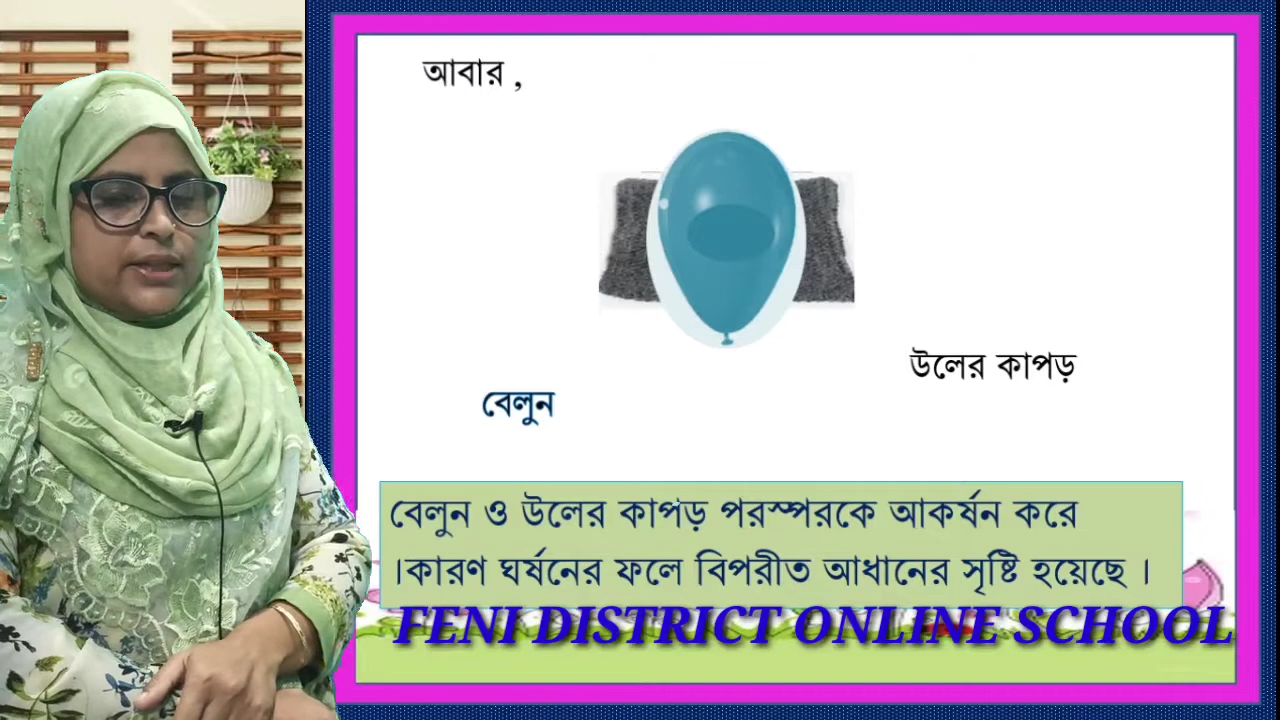 আবার ,
উলের কাপড়
বেলুন
বেলুন ও উলের কাপড় পরস্পরকে আকর্ষন করে
।কারণ ঘর্ষনের ফলে বিপরীত আধানের সৃষ্টি হয়েছে ।
FENI DISTRICT ONLINE SCHOOL